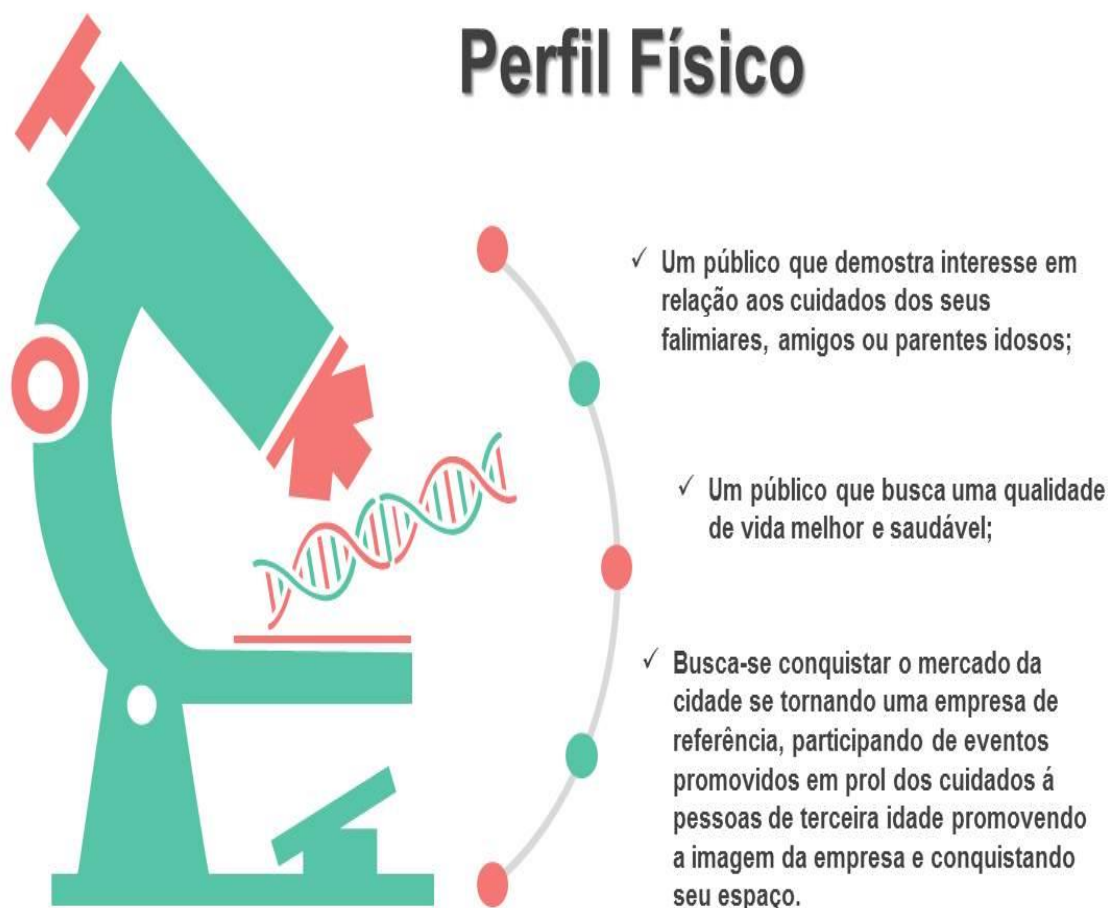 Perfil Físico
✓ Um público que demostra interesse em
relação aos cuidados dos seus
falimiares, amigos ou parentes idosos;
✓ Um público que busca uma qualidade
de vida melhor e saudável;
✓ Busca-se conquistar o mercado da
cidade se tornando uma empresa de
referência, participando de eventos
promovidos em prol dos cuidados á
pessoas de terceira idade promovendo
a imagem da empresa e conquistando
seu espaço.